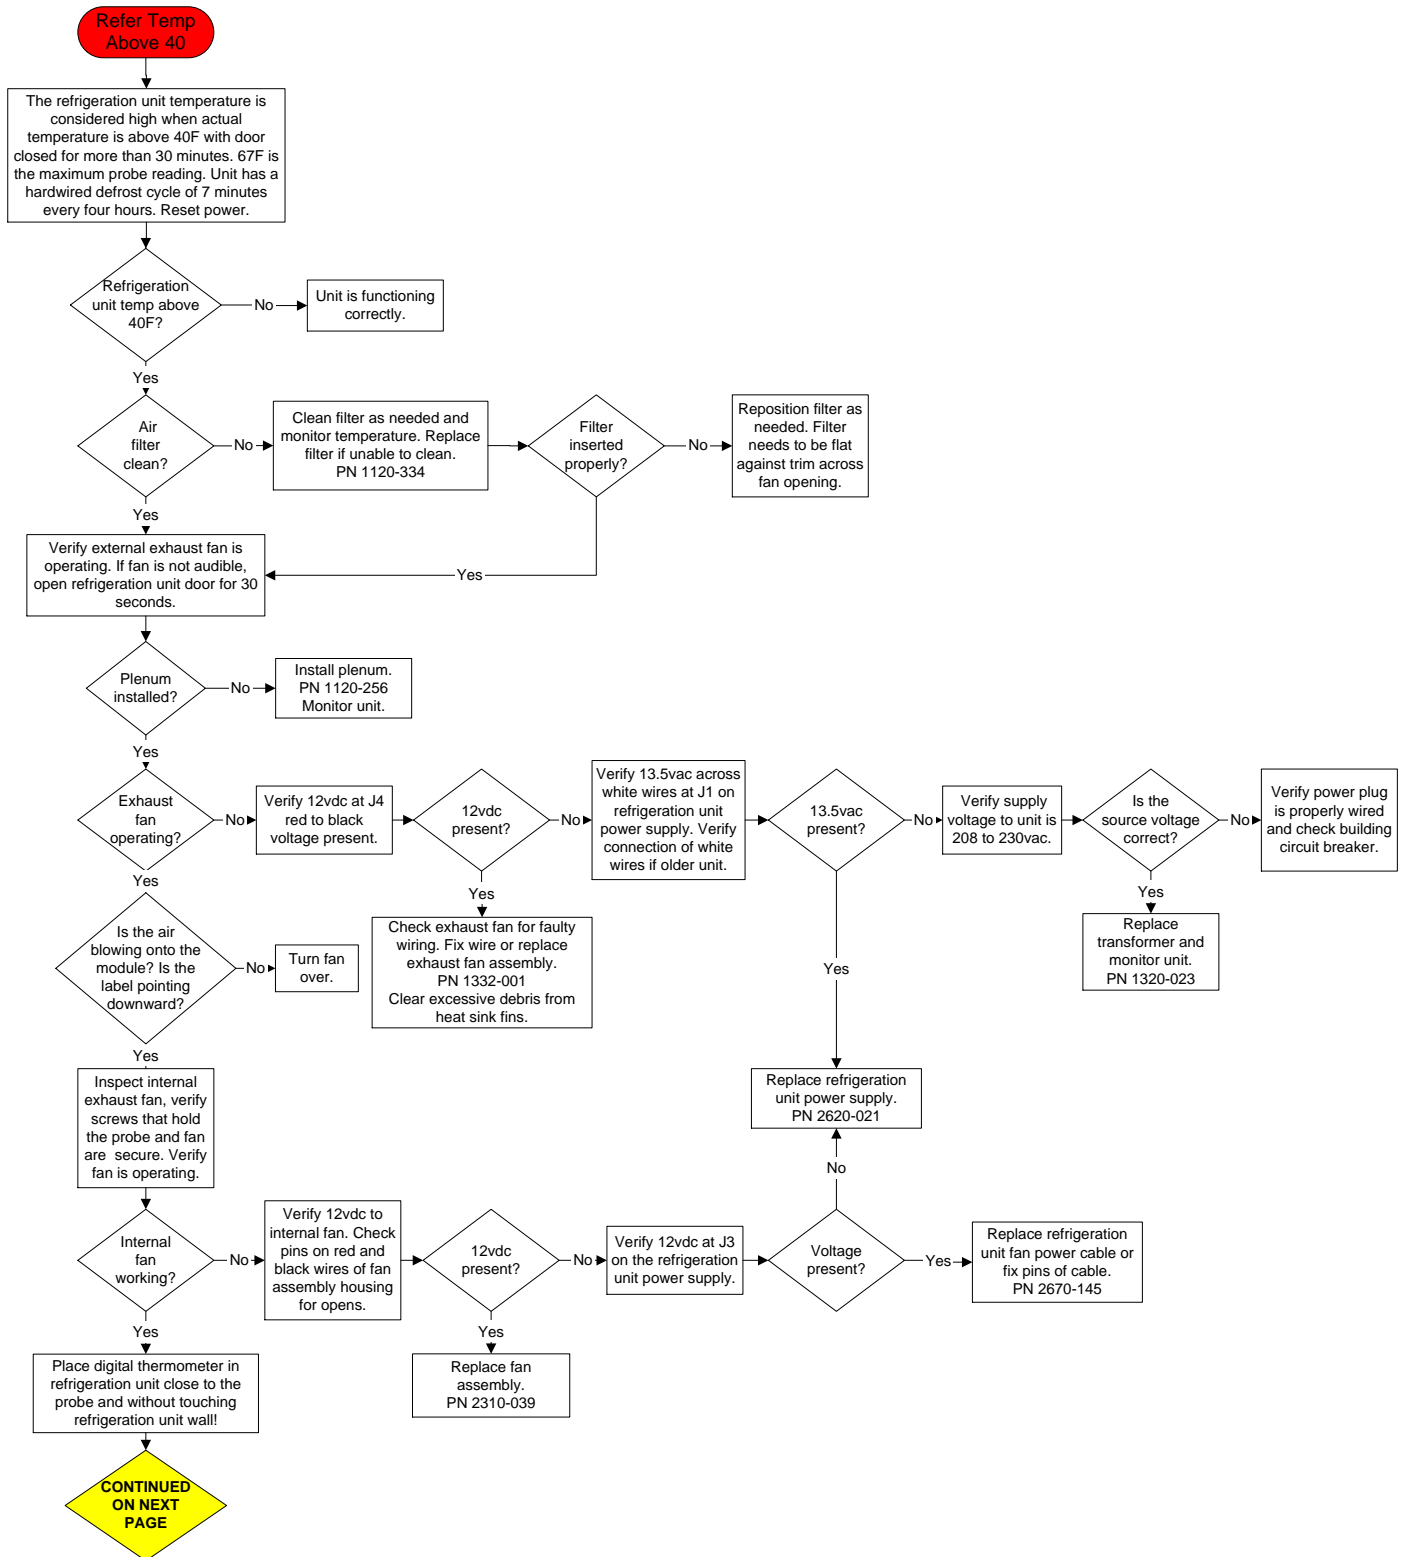 Refer Temp
Above 40
The refrigeration unit temperature is
considered high when actual
temperature is above 40F with door
closed for more than 30 minutes. 67F is
the maximum probe reading. Unit has a
hardwired defrost cycle of 7 minutes
every four hours. Reset power.
Refrigeration
unit temp above
40F?
No
Unit is functioning
correctly.
Yes
Air
filter
clean?
No
Clean filter as needed and
monitor temperature. Replace
filter if unable to clean.
PN 1120-334
Filter
inserted
properly?
No
Reposition filter as
needed. Filter
needs to be flat
against trim across
fan opening.
Yes
Yes
Verify external exhaust fan is
operating. If fan is not audible,
open refrigeration unit door for 30
seconds.
Plenum
installed?
No
Install plenum.
PN 1120-256
Monitor unit.
Yes
Exhaust
fan
operating?
No
Verify 12vdc at J4
red to black
voltage present.
12vdc
present?
No
Verify 13.5vac across
white wires at J1 on
refrigeration unit
power supply. Verify
connection of white
wires if older unit.
13.5vac
present?
No
Verify supply
voltage to unit is
208 to 230vac.
Is the
source voltage
correct?
No
Verify power plug
is properly wired
and check building
circuit breaker.
Yes
Yes
Yes
Check exhaust fan for faulty
wiring. Fix wire or replace
exhaust fan assembly.
PN 1332-001
Clear excessive debris from
heat sink fins.
Replace
transformer and
monitor unit.
PN 1320-023
Is the air
blowing onto the
module? Is the
label pointing
downward?
No
Turn fan
over.
Yes
Yes
Inspect internal
exhaust fan, verify
screws that hold
the probe and fan
are  secure. Verify
fan is operating.
Replace refrigeration
unit power supply.
PN 2620-021
No
Internal
fan
working?
No
Verify 12vdc to
internal fan. Check
pins on red and
black wires of fan
assembly housing
for opens.
12vdc
present?
No
Verify 12vdc at J3
on the refrigeration
unit power supply.
Voltage
present?
Yes
Replace refrigeration
unit fan power cable or
fix pins of cable.
PN 2670-145
Yes
Yes
Place digital thermometer in
refrigeration unit close to the
probe and without touching
refrigeration unit wall!
Replace fan
assembly.
PN 2310-039
CONTINUED
ON NEXT
PAGE